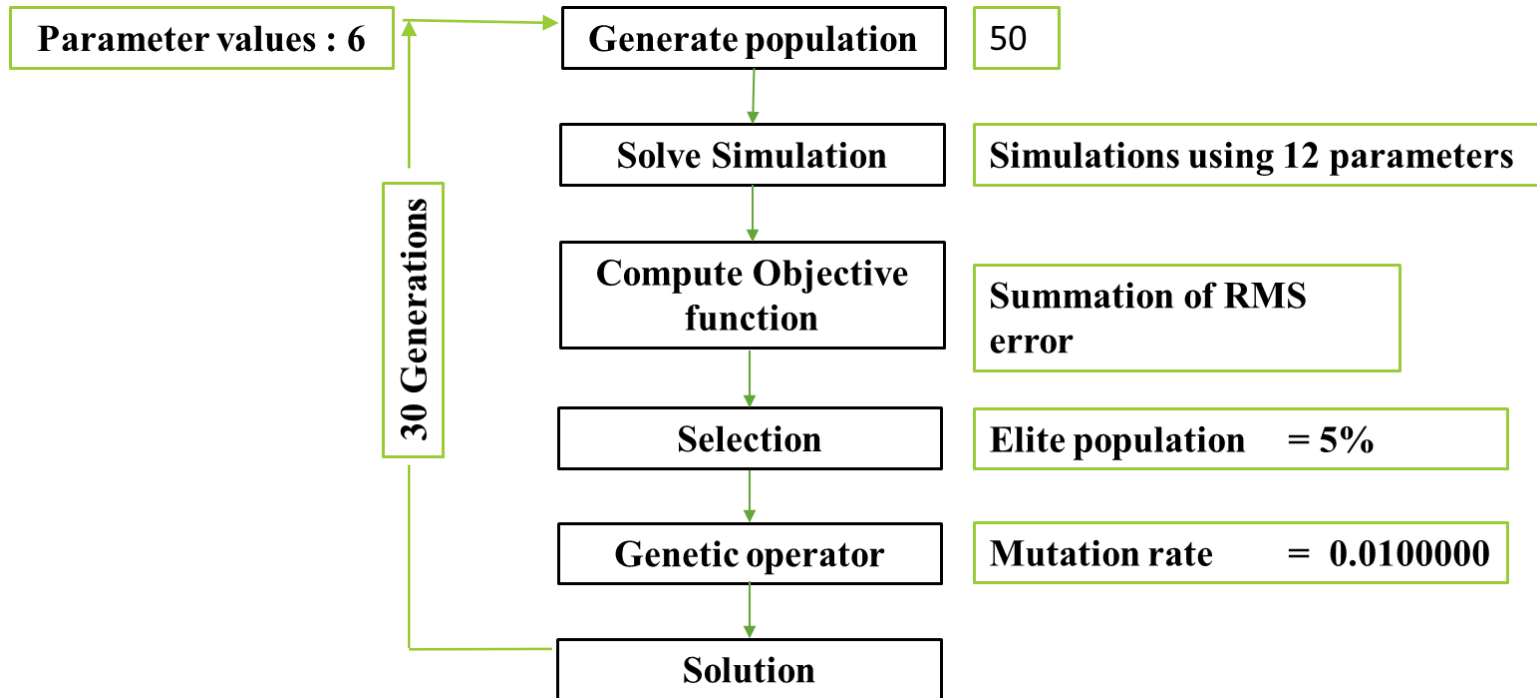 Parameter values : 6
Generate population
50
Solve Simulation
Simulations using 12 parameters
30 Generations
Compute Objective
function
Summation of RMS
error
Selection
Elite population = 5%
Genetic operator
Mutation rate = 0.0100000
Solution